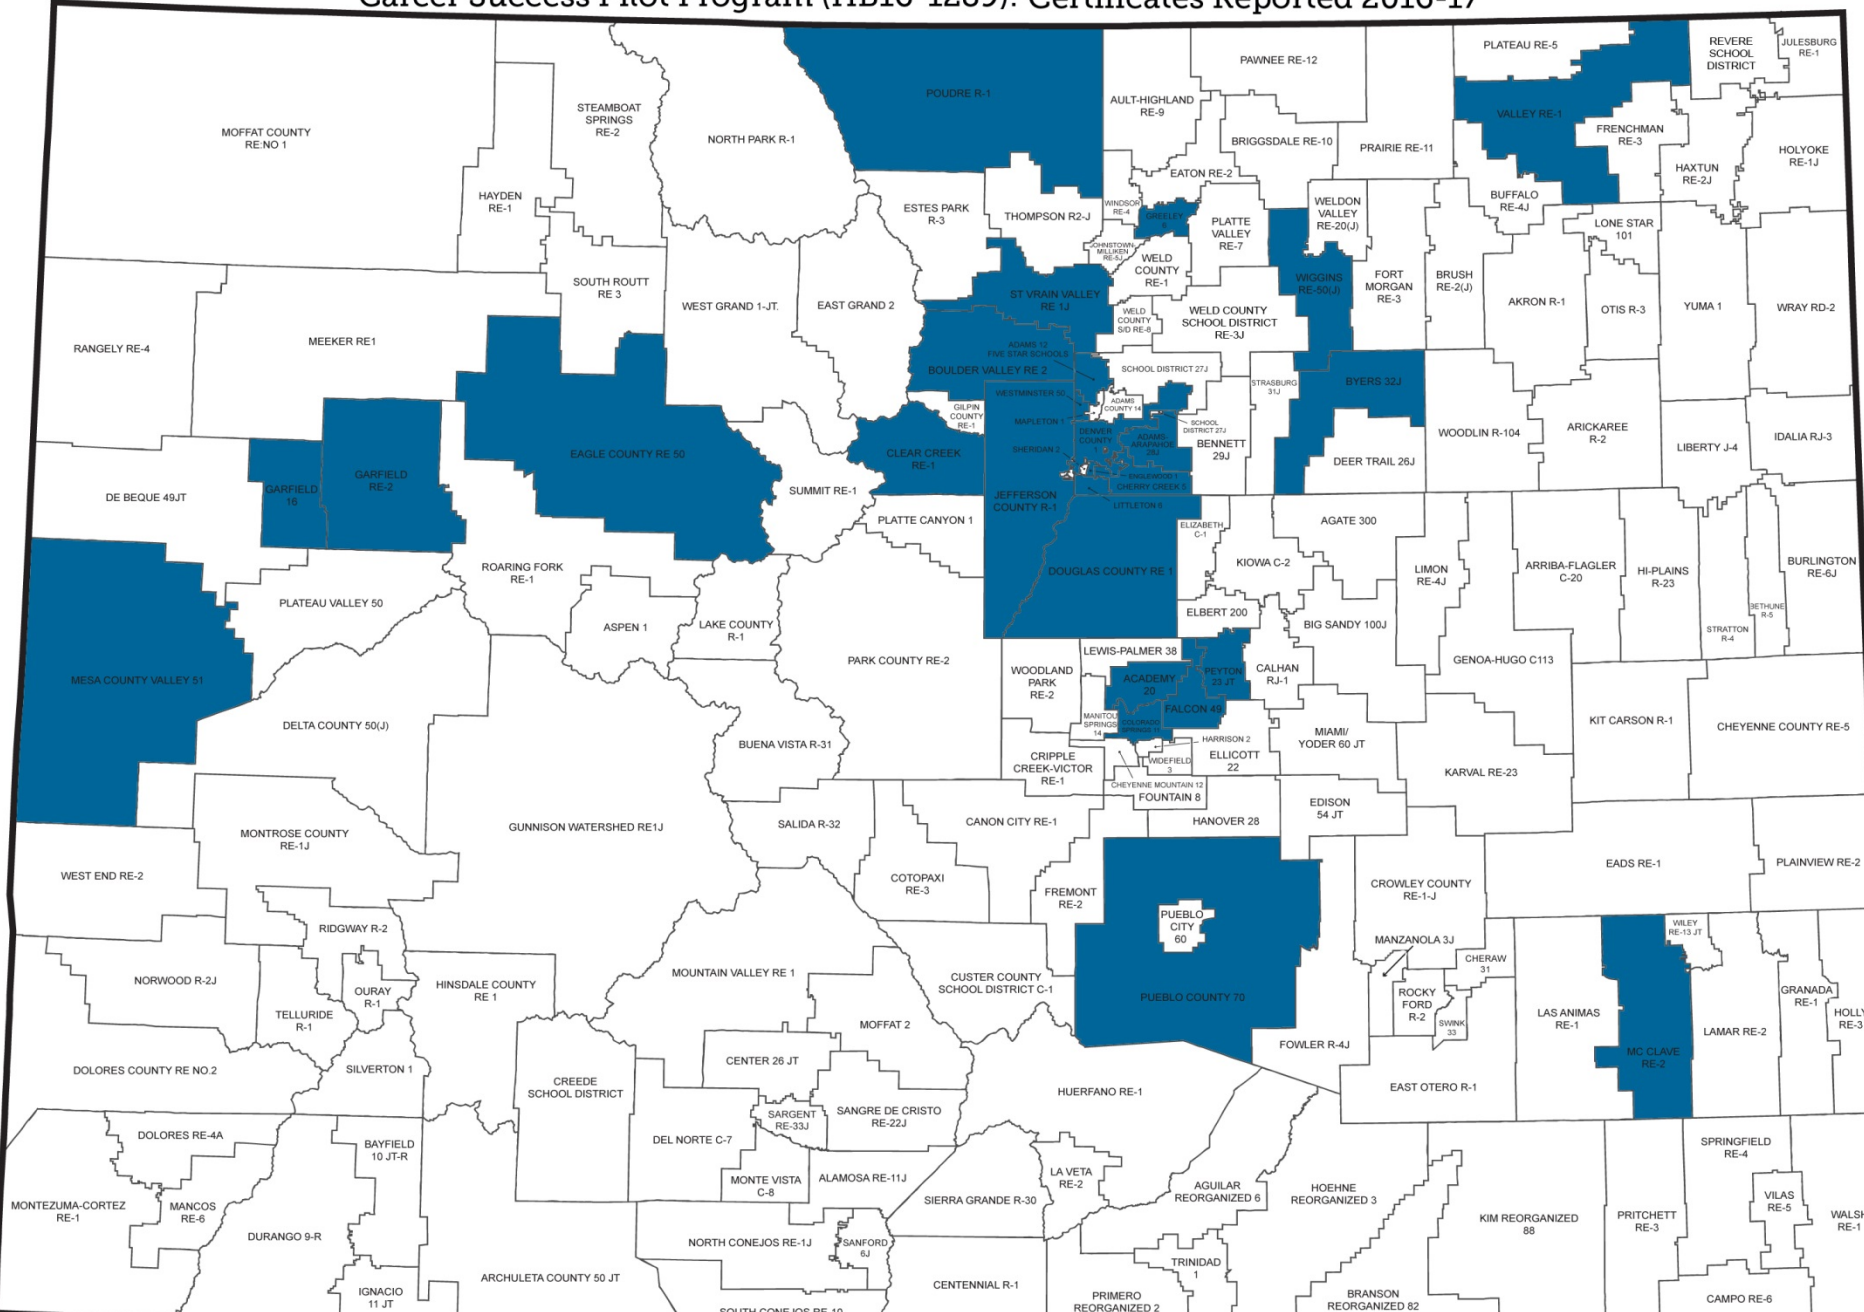 Career Success Pilot Program (HB16-1289): Certificates Reported 2016-17
PLATEAU RE-5
REVERE
SCHOOL
DISTRICT
JULESBURG
RE-1
PAWNEE RE-12
POUDRE R-1
AULT-HIGHLAND
RE-9
STEAMBOAT
SPRINGS
RE-2
MOFFAT COUNTY
RE:NO 1
NORTH PARK R-1
VALLEY RE-1
FRENCHMAN
RE-3
BRIGGSDALE RE-10
PRAIRIE RE-11
HOLYOKE
RE-1J
HAXTUN
RE-2J
EATON RE-2
HAYDEN
RE-1
ESTES PARK
R-3
THOMPSON R2-J
WINDSOR
RE-4
GREELEY
6
PLATTE
VALLEY
RE-7
WELDON
VALLEY
RE-20(J)
BUFFALO
RE-4J
LONE STAR
101
JOHNSTOWN-
MILLIKEN
RE-5J
WELD
COUNTY
RE-1
SOUTH ROUTT
RE 3
WEST GRAND 1-JT.
EAST GRAND 2
ST VRAIN VALLEY
RE 1J
WIGGINS
RE-50(J)
FORT
MORGAN
RE-3
BRUSH
RE-2(J)
AKRON R-1
OTIS R-3
YUMA 1
WRAY RD-2
WELD
COUNTY
S/D RE-8
WELD COUNTY
SCHOOL DISTRICT
RE-3J
RANGELY RE-4
MEEKER RE1
ADAMS 12
FIVE STAR SCHOOLS
BOULDER VALLEY RE 2
SCHOOL DISTRICT 27J
STRASBURG
31J
BYERS 32J
WESTMINSTER 50
ADAMS
COUNTY 14
GILPIN
COUNTY
RE-1
MAPLETON 1
SCHOOL
DISTRICT 27J
DENVER
COUNTY
1
ADAMS-
ARAPAHOE
28J
BENNETT
29J
WOODLIN R-104
ARICKAREE
R-2
LIBERTY J-4
IDALIA RJ-3
EAGLE COUNTY RE 50
CLEAR CREEK
RE-1
SHERIDAN 2
DEER TRAIL 26J
GARFIELD
RE-2
GARFIELD
16
DE BEQUE 49JT
SUMMIT RE-1
ENGLEWOOD 1
CHERRY CREEK 5
JEFFERSON
COUNTY R-1
LITTLETON 6
PLATTE CANYON 1
ELIZABETH
C-1
AGATE 300
KIOWA C-2
ROARING FORK
RE-1
DOUGLAS COUNTY RE 1
LIMON
RE-4J
ARRIBA-FLAGLER
C-20
HI-PLAINS
R-23
BURLINGTON
RE-6J
BETHUNE
R-5
STRATTON
R-4
PLATEAU VALLEY 50
ASPEN 1
LAKE COUNTY
R-1
ELBERT 200
BIG SANDY 100J
LEWIS-PALMER 38
PARK COUNTY RE-2
WOODLAND
PARK
RE-2
ACADEMY
20
PEYTON
23 JT
CALHAN
RJ-1
GENOA-HUGO C113
MESA COUNTY VALLEY 51
FALCON 49
MANITOU
SPRINGS
14
COLORADO
SPRINGS 11
DELTA COUNTY 50(J)
BUENA VISTA R-31
HARRISON 2
WIDEFIELD
3
ELLICOTT
22
MIAMI/
YODER 60 JT
KIT CARSON R-1
CHEYENNE COUNTY RE-5
CRIPPLE
CREEK-VICTOR
RE-1
CHEYENNE MOUNTAIN 12
FOUNTAIN 8
KARVAL RE-23
EDISON
54 JT
GUNNISON WATERSHED RE1J
SALIDA R-32
CANON CITY RE-1
HANOVER 28
MONTROSE COUNTY
RE-1J
WEST END RE-2
COTOPAXI
RE-3
FREMONT
RE-2
CROWLEY COUNTY
RE-1-J
EADS RE-1
PLAINVIEW RE-2
RIDGWAY R-2
PUEBLO
CITY
60
MANZANOLA 3J
WILEY
RE-13 JT
CHERAW
31
NORWOOD R-2J
OURAY
R-1
HINSDALE COUNTY
RE 1
MOUNTAIN VALLEY RE 1
CUSTER COUNTY
SCHOOL DISTRICT C-1
PUEBLO COUNTY 70
ROCKY
FORD
R-2
SWINK
33
LAS ANIMAS
RE-1
GRANADA
RE-1
HOLLY
RE-3
TELLURIDE
R-1
MOFFAT 2
FOWLER R-4J
LAMAR RE-2
MC CLAVE
RE-2
DOLORES COUNTY RE NO.2
SILVERTON 1
CREEDE
SCHOOL DISTRICT
CENTER 26 JT
HUERFANO RE-1
EAST OTERO R-1
SARGENT
RE-33J
SANGRE DE CRISTO
RE-22J
DOLORES RE-4A
BAYFIELD
10 JT-R
DEL NORTE C-7
SPRINGFIELD
RE-4
MONTE VISTA
C-8
ALAMOSA RE-11J
LA VETA
RE-2
SIERRA GRANDE R-30
AGUILAR
REORGANIZED 6
HOEHNE
REORGANIZED 3
MONTEZUMA-CORTEZ
RE-1
MANCOS
RE-6
KIM REORGANIZED
88
PRITCHETT
RE-3
VILAS
RE-5
WALSH
RE-1
DURANGO 9-R
NORTH CONEJOS RE-1J
SANFORD
6J
TRINIDAD
1
ARCHULETA COUNTY 50 JT
CENTENNIAL R-1
IGNACIO
11 JT
PRIMERO
REORGANIZED 2
BRANSON
REORGANIZED 82
CAMPO RE-6
SOUTH CONEJOS RE-10